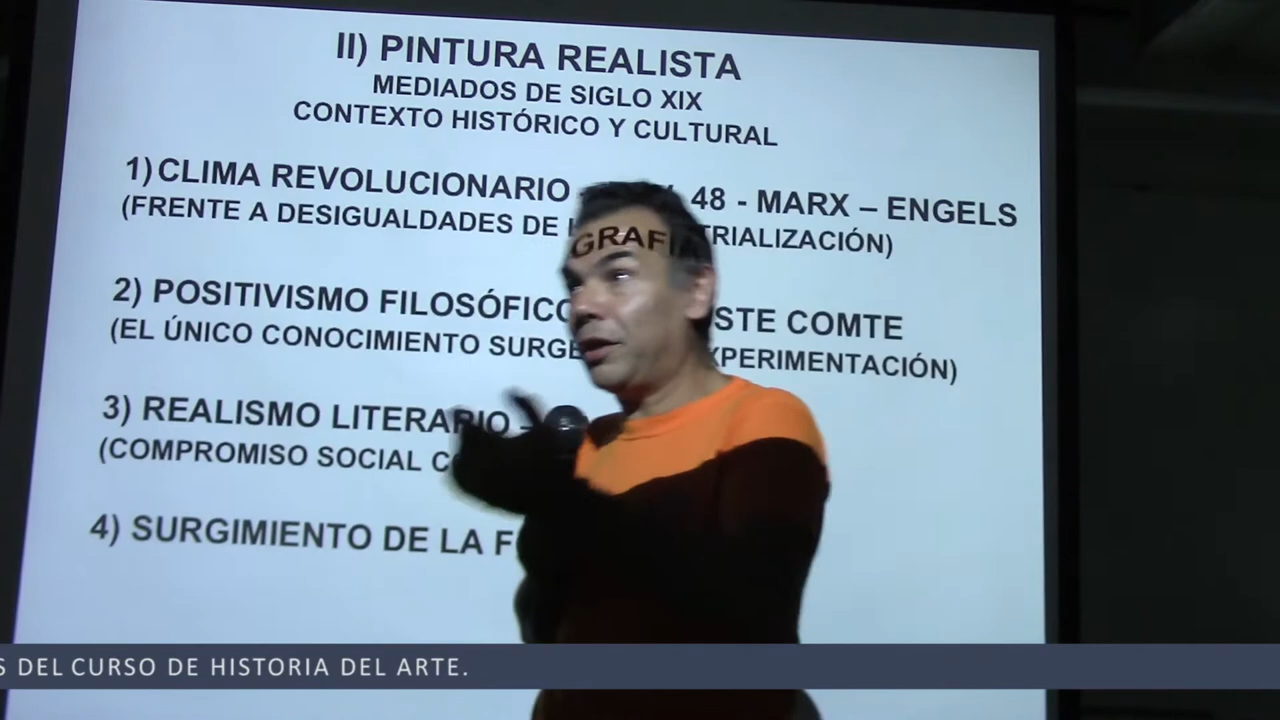 II) PINTURA REALISTA
MEDIADOS DE SIGLO XIX
CONTEXTO HISTÓRICO Y CULTURAL
1) CLIMA REVOLUCIONARIO 48 - MARX – ENGELS
(FRENTE A DESIGUALDADES DE TRIALIZACIÓN)
2) POSITIVISMO FILOSÓFICO STE COMTE
(EL ÚNICO CONOCIMIENTO SURGE XPERIMENTACIÓN)
3) REALISMO LITERARIO –
(COMPROMISO SOCIAL C
4) SURGIMIENTO DE LA F
GRAFI
S DEL CURSO DE HISTORIA DEL ARTE.